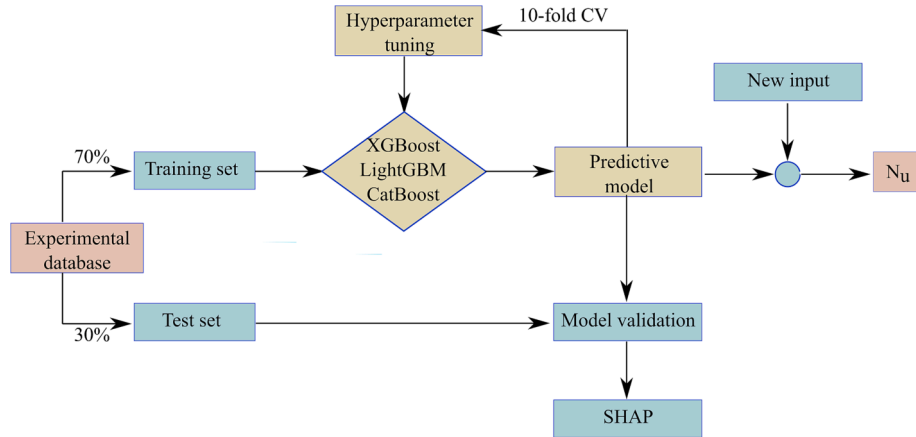 10-fold CV
Hyperparameter
tuning
New input
70%
Training set
XGBoost
LightGBM
CatBoost
Predictive
model
Nu
Experimental
database
30%
Test set
Model validation
SHAP